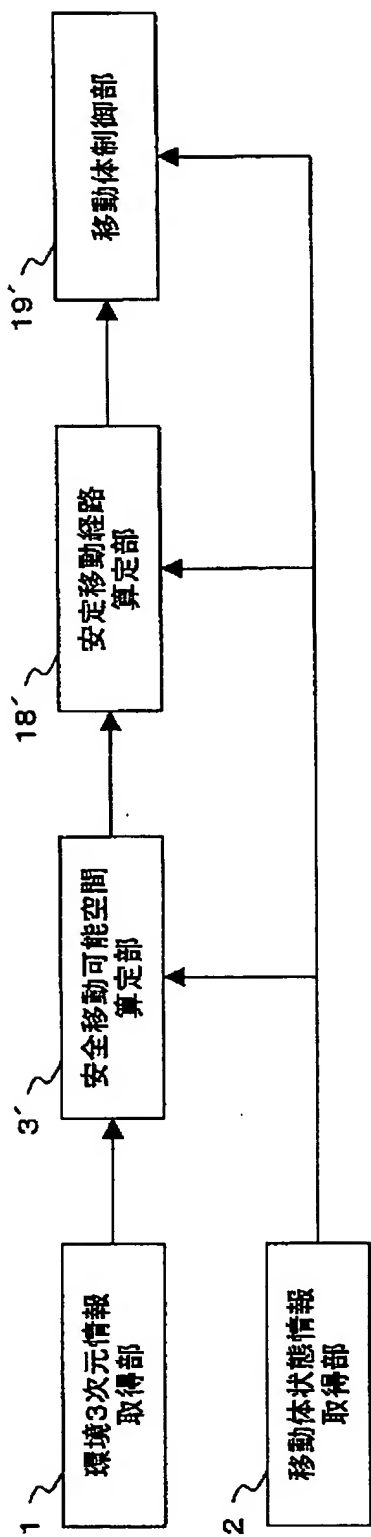 1
環境3次元情報
取得部
2
移動体状態情報
取得部
3´
安全移動可能空間
算定部
18´
安定移動経路
算定部
19´
移動体制御部